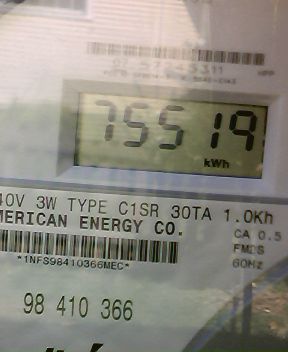 75519
kWh
40V 3W TYPE C1SR 30TA 1.0Kh
MERICAN ENERGY CO.
CA 0.5
FMDS
60Hz
*1NFS98410366MEC*
98 410 366